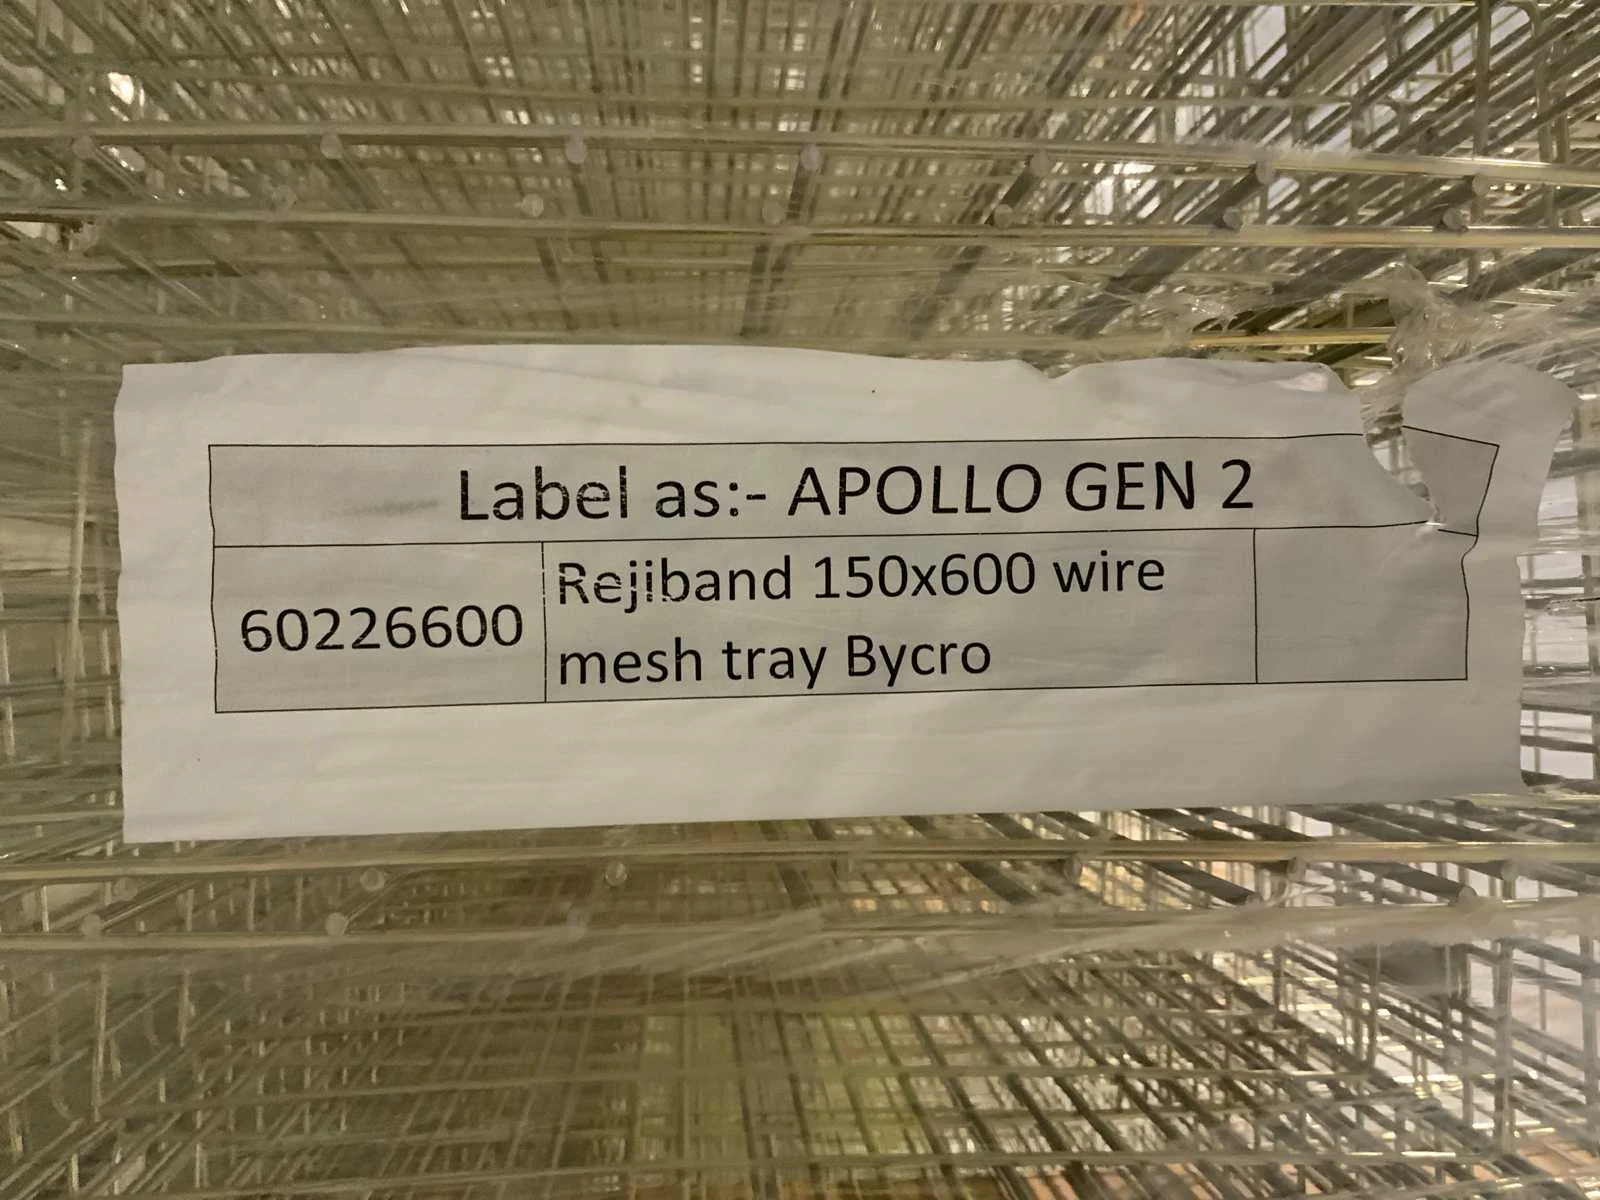 Label as:- APOLLO GEN 2
60226600
Rejiband 150x600 wire
mesh tray Bycro